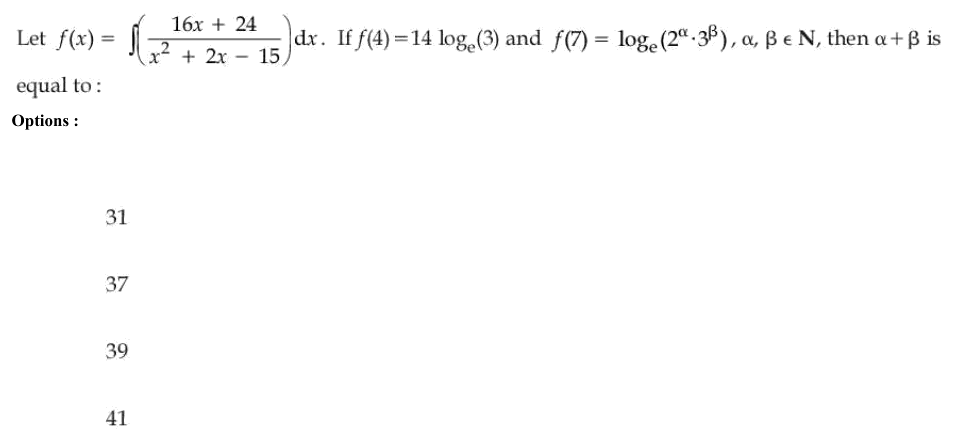 Let f(x) = ∫((16x + 24)/(x² + 2x − 15))dx. If f(4)=14 logₑ(3) and f(7) = logₑ(2^α·3^β), α, β ϵ N, then α+β is
equal to :
Options :
31
37
39
41